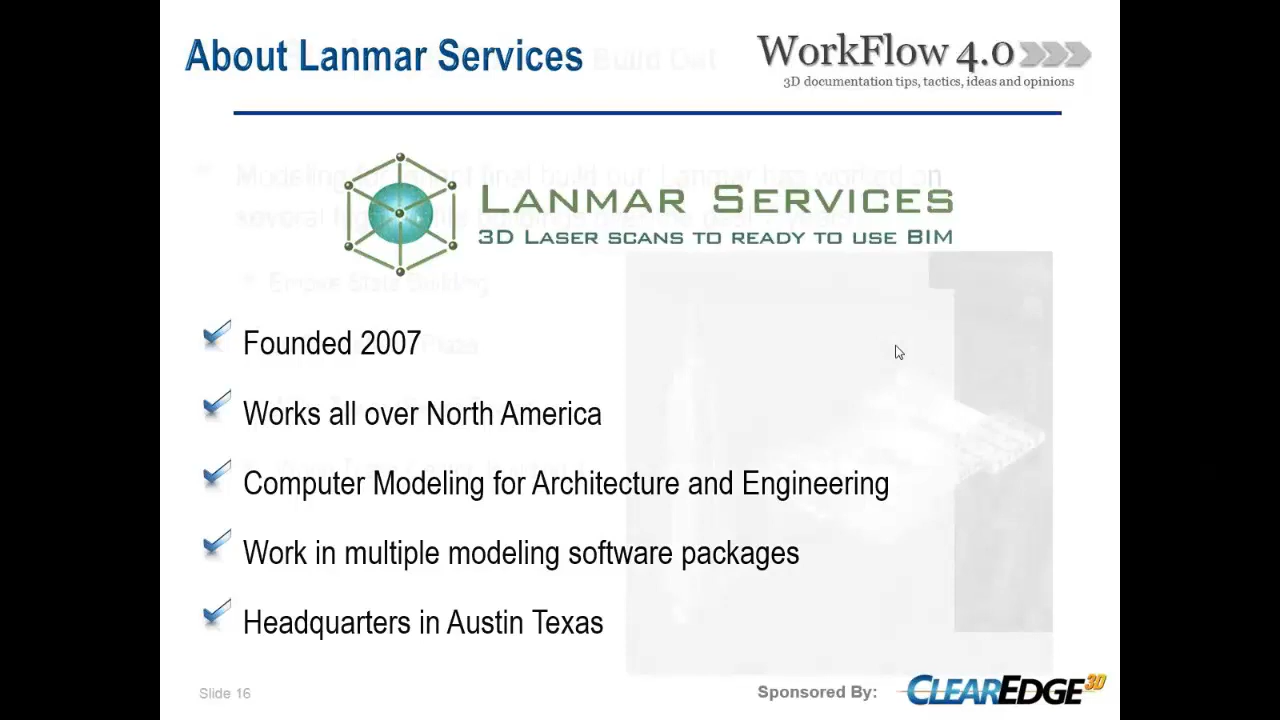 About Lanmar Services
WorkFlow 4.0
3D documentation tips, tactics, ideas and opinions
LANMAR SERVICES
3D LASER SCANS TO READY TO USE BIM
Founded 2007
Works all over North America
Computer Modeling for Architecture and Engineering
Work in multiple modeling software packages
Headquarters in Austin Texas
Slide 16
Sponsored By:
CLEAREDGE3D